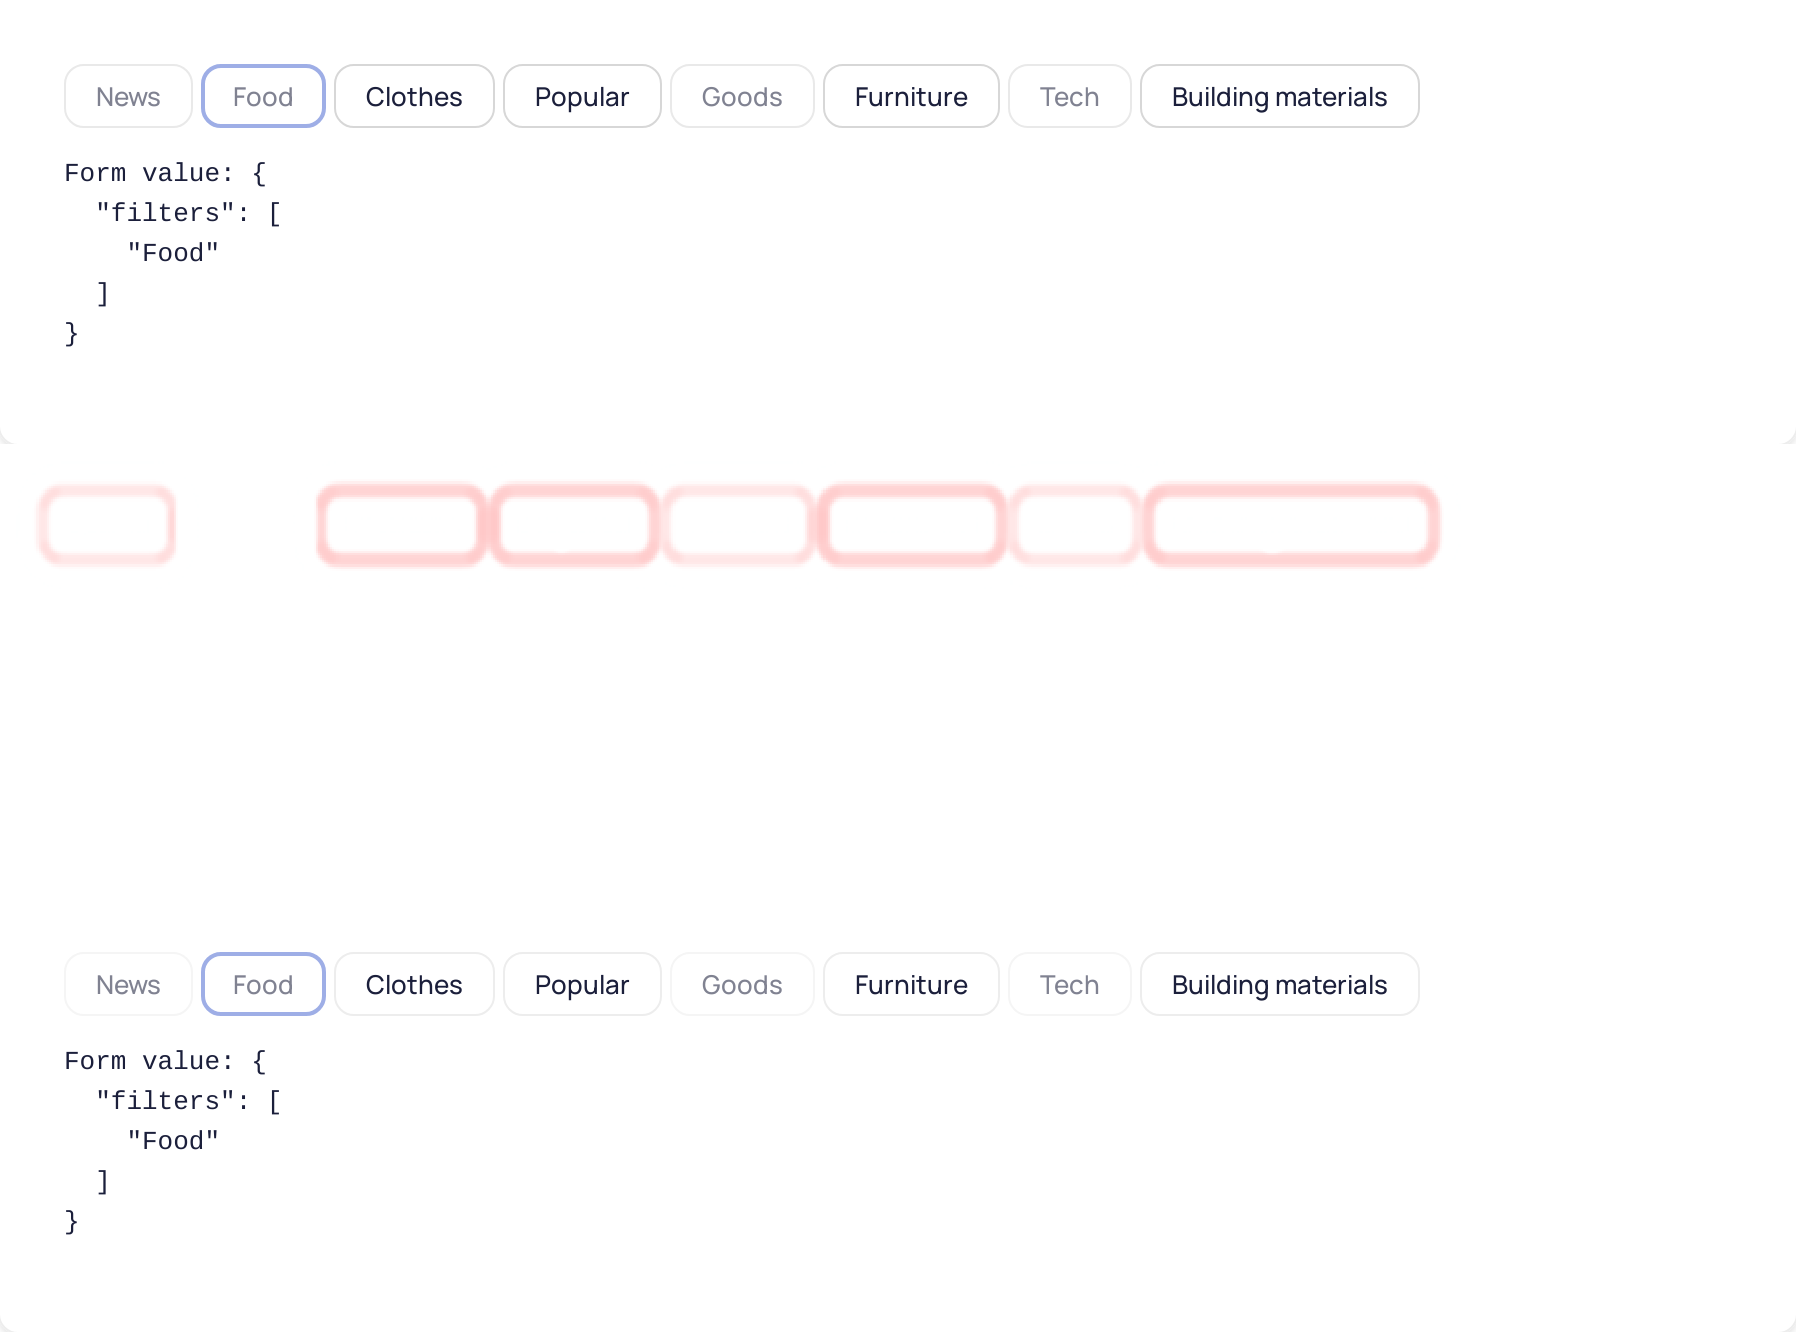 News Food Clothes Popular Goods Furniture Tech Building materials
Form value: {
  "filters": [
    "Food"
  ]
}
News Food Clothes Popular Goods Furniture Tech Building materials
Form value: {
  "filters": [
    "Food"
  ]
}